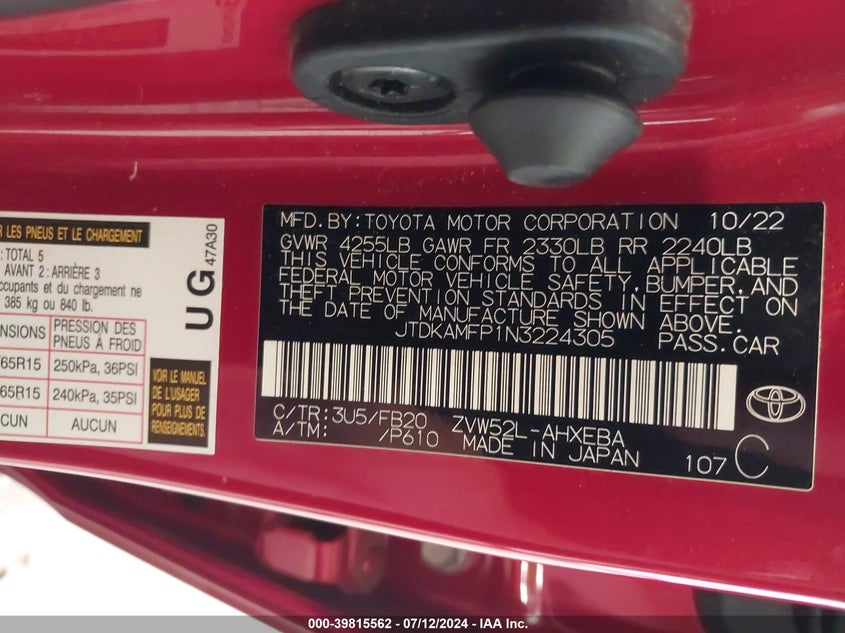 R LES PNEUS ET LE CHARGEMENT
: TOTAL 5
AVANT 2 : ARRIÈRE 3
ccupants et du chargement ne
385 kg ou 840 lb.
ENSIONS PRESSION DES PNEUS À FROID
65R15 250kPa, 36PSI
65R15 240kPa, 35PSI
CUN AUCUN
VOIR LE MANUEL
DE L'USAGER
POUR PLUS DE
RENSEIGNEMENTS
UG
47A30
MFD.BY:TOYOTA MOTOR CORPORATION 10/22
GVWR 4255LB GAWR FR 2330LB RR 2240LB
THIS VEHICLE CONFORMS TO ALL APPLICABLE
FEDERAL MOTOR VEHICLE SAFETY,BUMPER,AND
THEFT PREVENTION STANDARDS IN EFFECT ON
THE DATE OF MANUFACTURE SHOWN ABOVE.
JTDKAMFP1N3224305 PASS.CAR
C/TR: 3U5/FB20 ZVW52L-AHXEBA
A/TM: /P610 MADE IN JAPAN 107 C
000-39815562 - 07/12/2024 - IAA Inc.